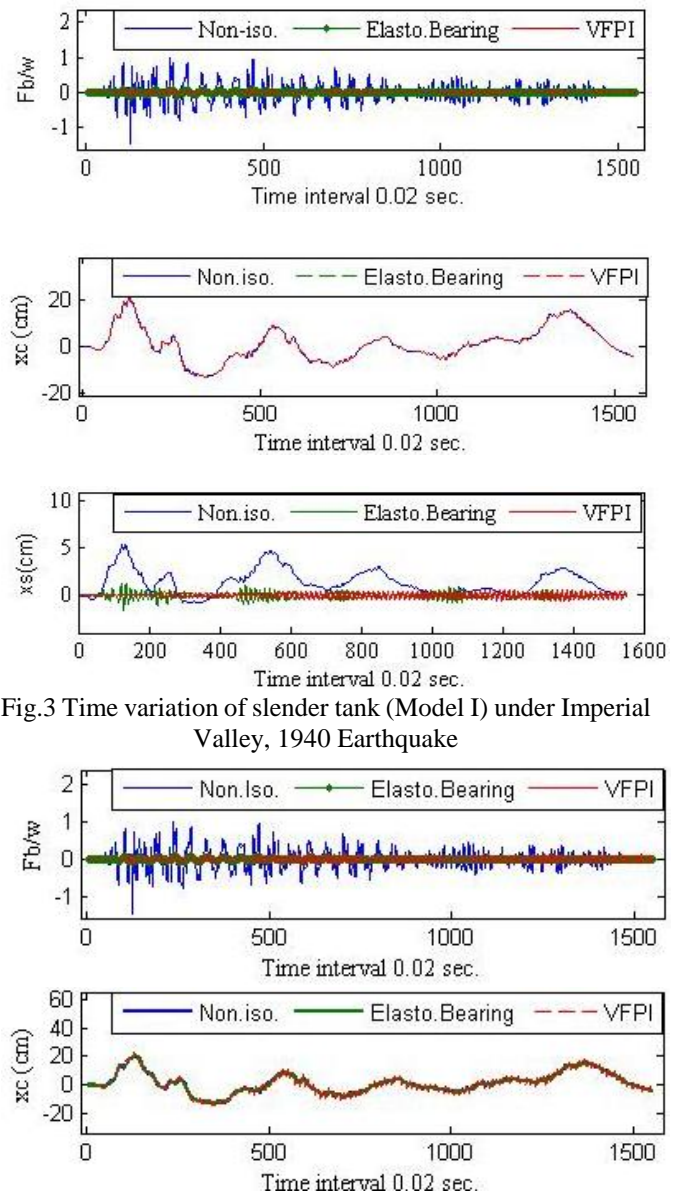 2
1
0
-1
Fb/w
Non-iso. Elasto.Bearing VFPI
0 500 1000 1500
Time interval 0.02 sec.
20
0
-20
xc (cm)
Non.iso. Elasto.Bearing VFPI
0 500 1000 1500
Time interval 0.02 sec.
10
5
0
xs(cm)
Non.iso. Elasto.Bearing VFPI
0 200 400 600 800 1000 1200 1400 1600
Time interval 0.02 sec.
Fig.3 Time variation of slender tank (Model I) under Imperial
Valley, 1940 Earthquake
2
1
0
-1
Fb/w
Non.Iso. Elasto.Bearing VFPI
0 500 1000 1500
Time interval 0.02 sec.
60
40
20
0
-20
xc (cm)
Non.iso. Elasto.Bearing VFPI
0 500 1000 1500
Time interval 0.02 sec.